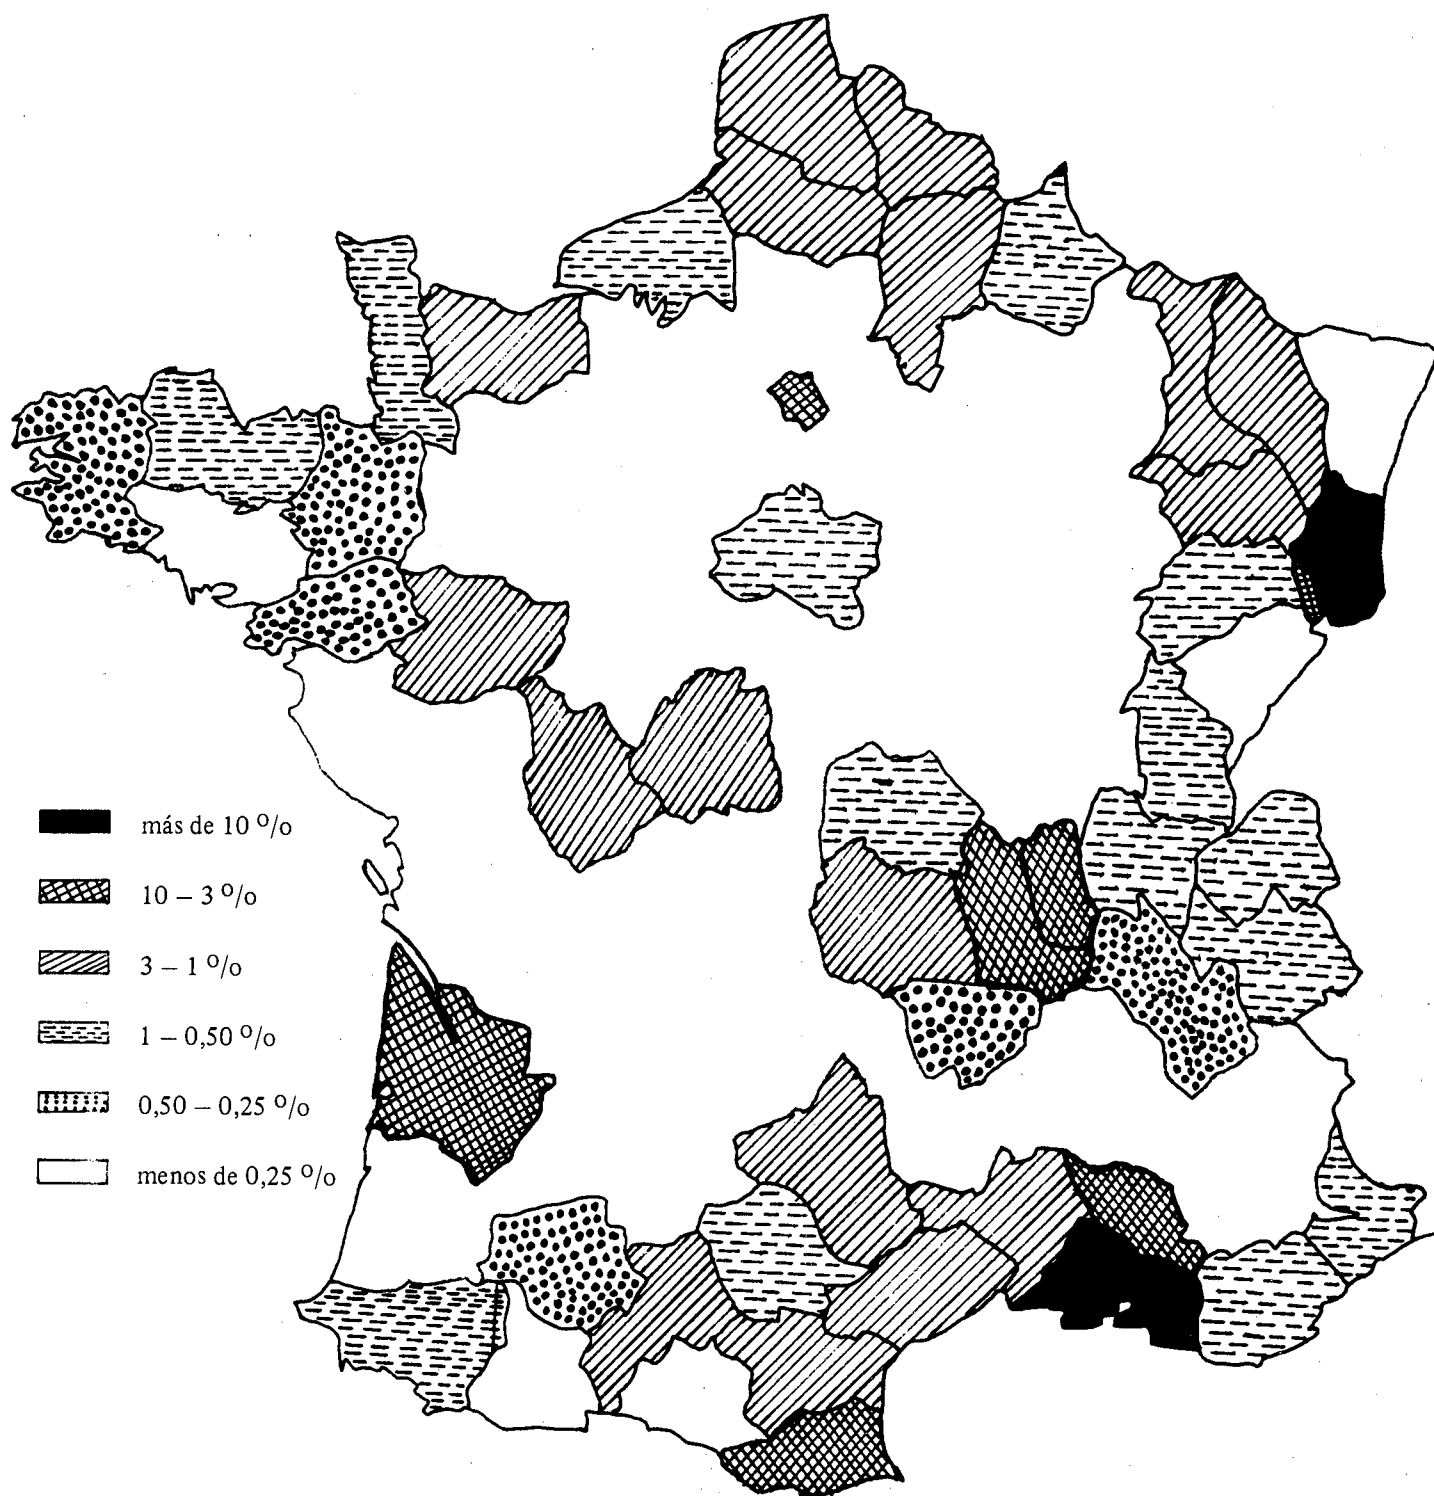 más de 10 º/o
10 – 3 º/o
3 – 1 º/o
1 – 0,50 º/o
0,50 – 0,25 º/o
menos de 0,25 º/o